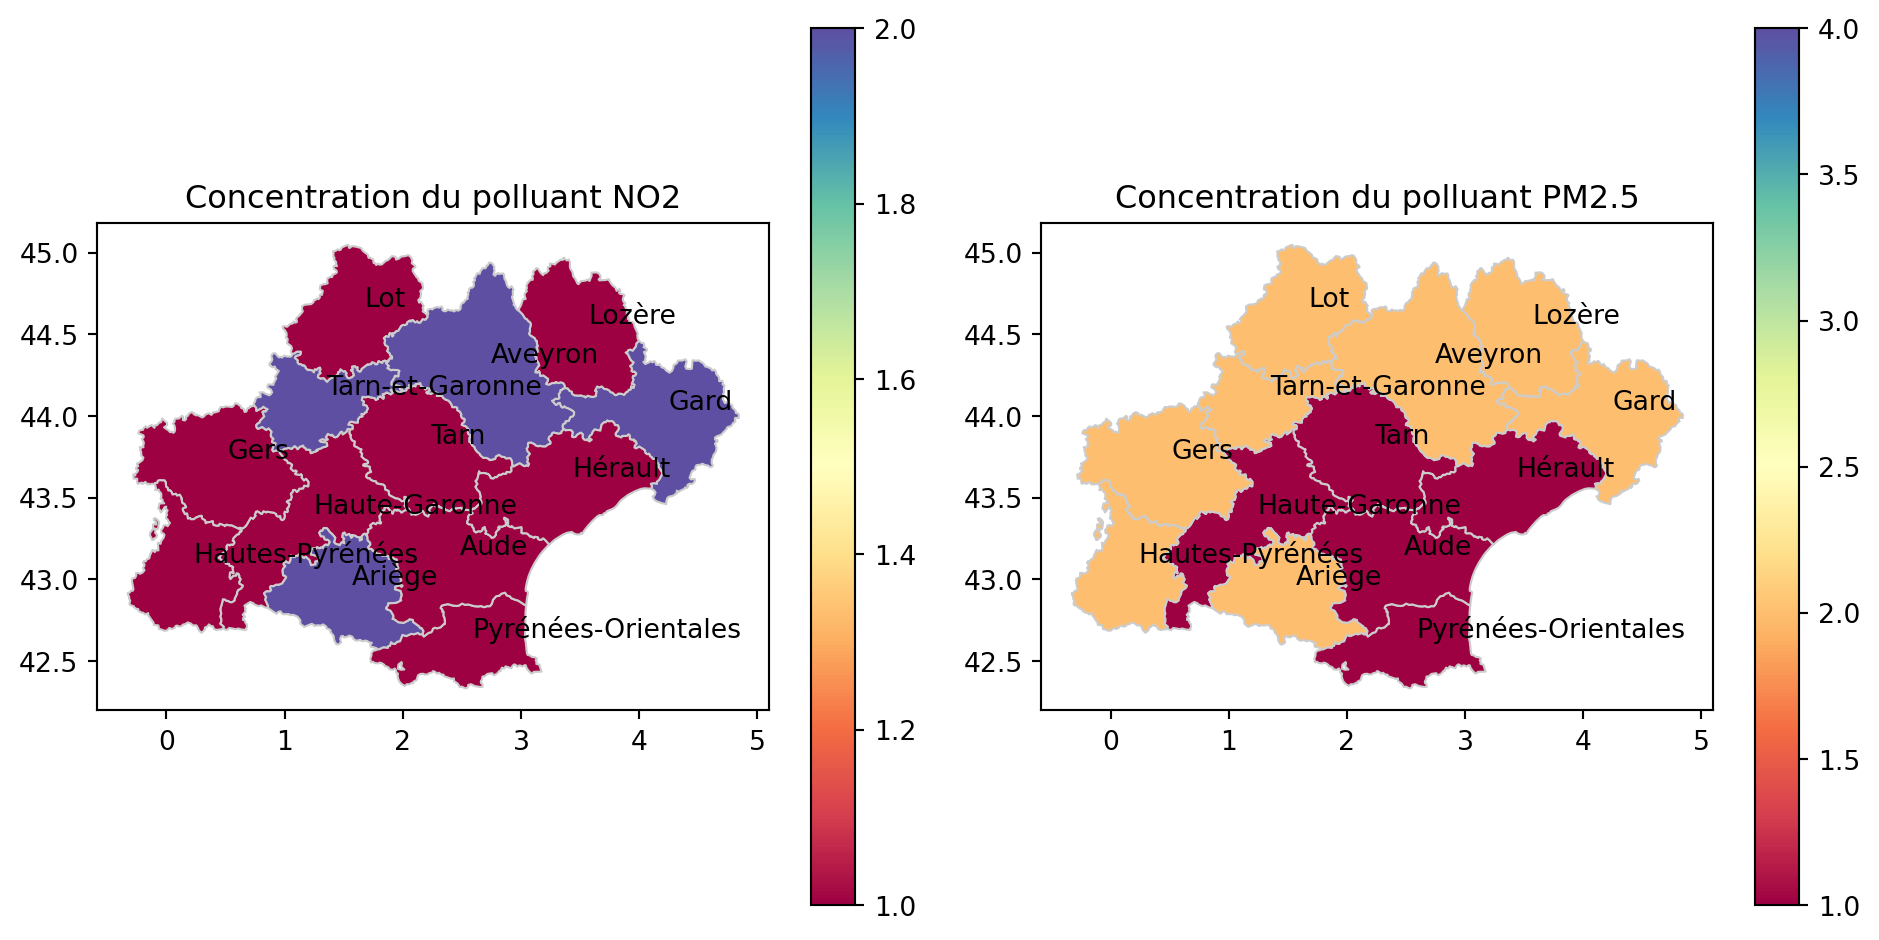 Concentration du polluant NO2
45.0
44.5
44.0
43.5
43.0
42.5
0 1 2 3 4 5
Lot
Lozère
Aveyron
Tarn-et-Garonne
Gard
Tarn
Gers
Hérault
Haute-Garonne
Aude
Hautes-Pyrénées
Ariège
Pyrénées-Orientales
2.0
1.8
1.6
1.4
1.2
1.0
Concentration du polluant PM2.5
45.0
44.5
44.0
43.5
43.0
42.5
0 1 2 3 4 5
Lot
Lozère
Aveyron
Tarn-et-Garonne
Gard
Tarn
Gers
Hérault
Haute-Garonne
Aude
Hautes-Pyrénées
Ariège
Pyrénées-Orientales
4.0
3.5
3.0
2.5
2.0
1.5
1.0